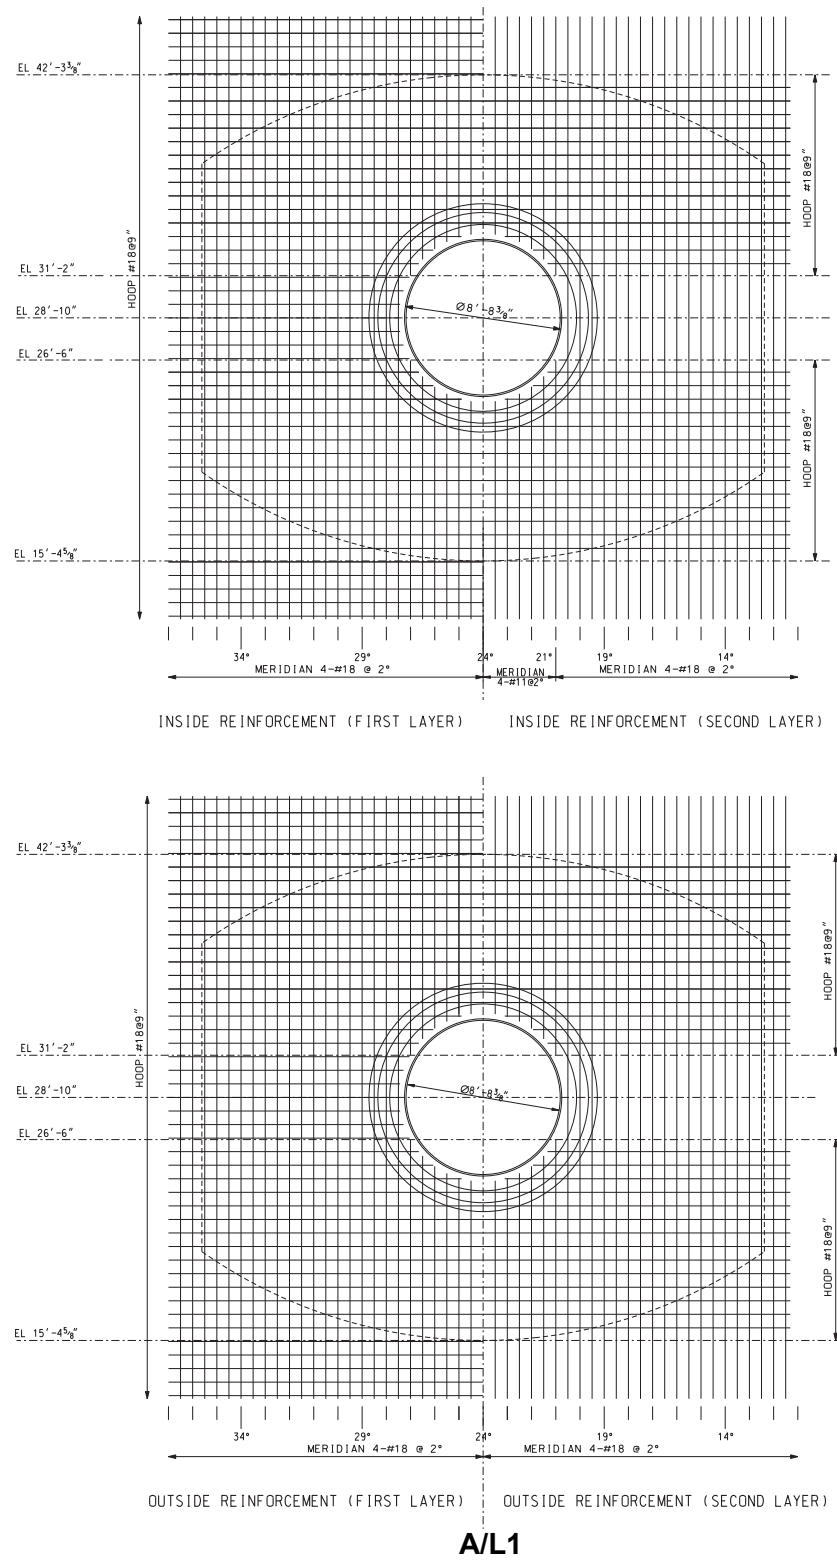 EL 42'-3⅜"
HOOP #18@9"
HOOP #18@9"
EL 31'-2"
EL 28'-10"
Ø8'-8⅜"
EL 26'-6"
HOOP #18@9"
EL 15'-4⅝"
34° 29° 24° 21° 19° 14°
MERIDIAN 4-#18 @ 2° MERIDIAN 4-#11@2° MERIDIAN 4-#18 @ 2°
INSIDE REINFORCEMENT (FIRST LAYER) INSIDE REINFORCEMENT (SECOND LAYER)
EL 42'-3⅜"
HOOP #18@9"
HOOP #18@9"
EL 31'-2"
EL 28'-10"
Ø8'-8⅜"
EL 26'-6"
HOOP #18@9"
EL 15'-4⅝"
34° 29° 24° 19° 14°
MERIDIAN 4-#18 @ 2° MERIDIAN 4-#18 @ 2°
OUTSIDE REINFORCEMENT (FIRST LAYER) OUTSIDE REINFORCEMENT (SECOND LAYER)
A/L1